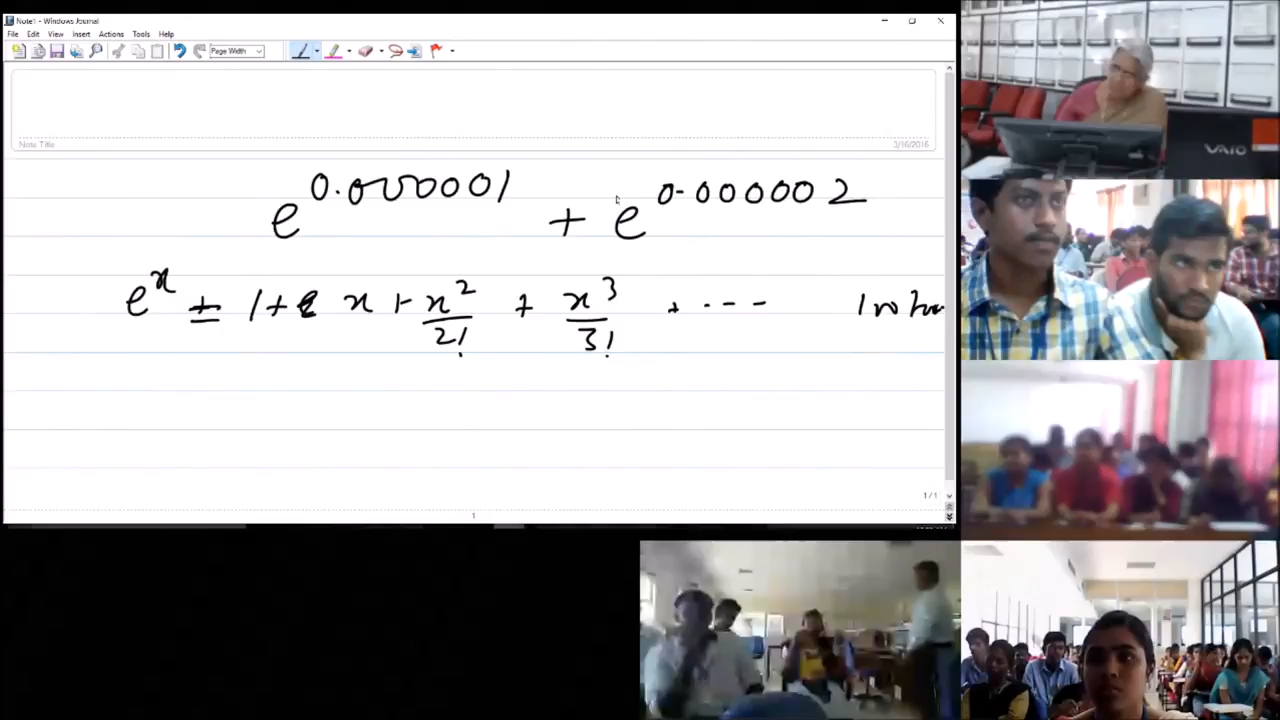 Note1 - Windows Journal
File Edit View Insert Actions Tools Help
Page Width
Note Title
3/16/2016
e^0.000001 + e^0.000002
e^x = 1 + x + x^2/2! + x^3/3! + ...
1/1
1
VAIO